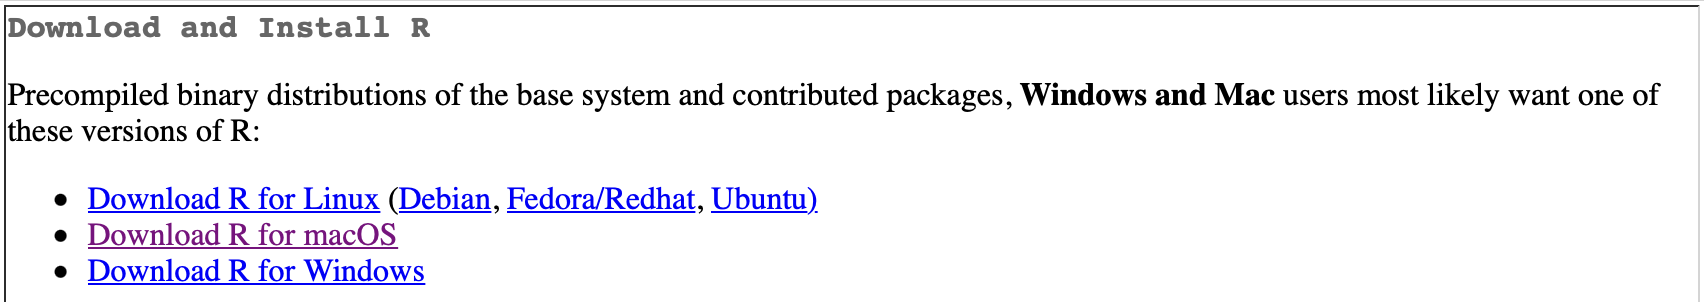 Download and Install R
Precompiled binary distributions of the base system and contributed packages, Windows and Mac users most likely want one of
these versions of R:
• Download R for Linux (Debian, Fedora/Redhat, Ubuntu)
• Download R for macOS
• Download R for Windows